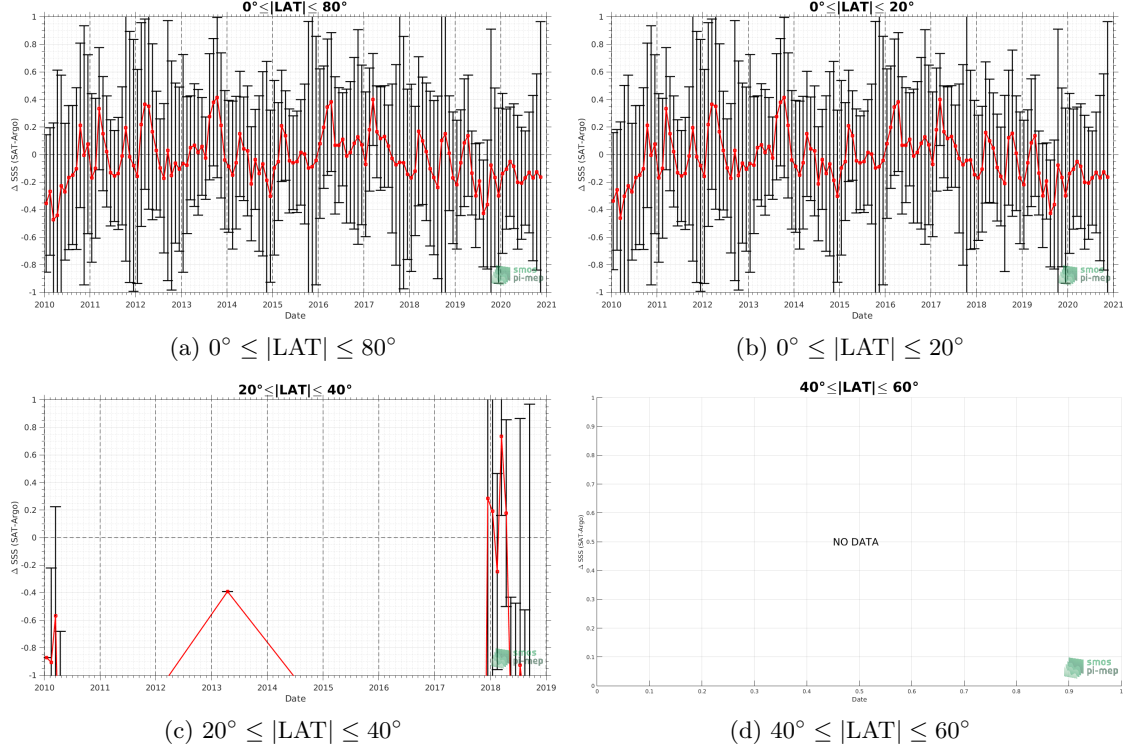 0°≤|LAT|≤ 80°
Δ SSS (SAT-Argo)
1
0.8
0.6
0.4
0.2
0
-0.2
-0.4
-0.6
-0.8
-1
2010 2011 2012 2013 2014 2015 2016 2017 2018 2019 2020 2021
Date
smos
pi-mep
(a) 0° ≤ |LAT| ≤ 80°
0°≤|LAT|≤ 20°
Δ SSS (SAT-Argo)
1
0.8
0.6
0.4
0.2
0
-0.2
-0.4
-0.6
-0.8
-1
2010 2011 2012 2013 2014 2015 2016 2017 2018 2019 2020 2021
Date
smos
pi-mep
(b) 0° ≤ |LAT| ≤ 20°
20°≤|LAT|≤ 40°
Δ SSS (SAT-Argo)
1
0.8
0.6
0.4
0.2
0
-0.2
-0.4
-0.6
-0.8
-1
2010 2011 2012 2013 2014 2015 2016 2017 2018 2019
Date
smos
pi-mep
(c) 20° ≤ |LAT| ≤ 40°
40°≤|LAT|≤ 60°
Δ SSS (SAT-Argo)
1
0.9
0.8
0.7
0.6
0.5
0.4
0.3
0.2
0.1
0
NO DATA
0 0.1 0.2 0.3 0.4 0.5 0.6 0.7 0.8 0.9 1
Date
smos
pi-mep
(d) 40° ≤ |LAT| ≤ 60°